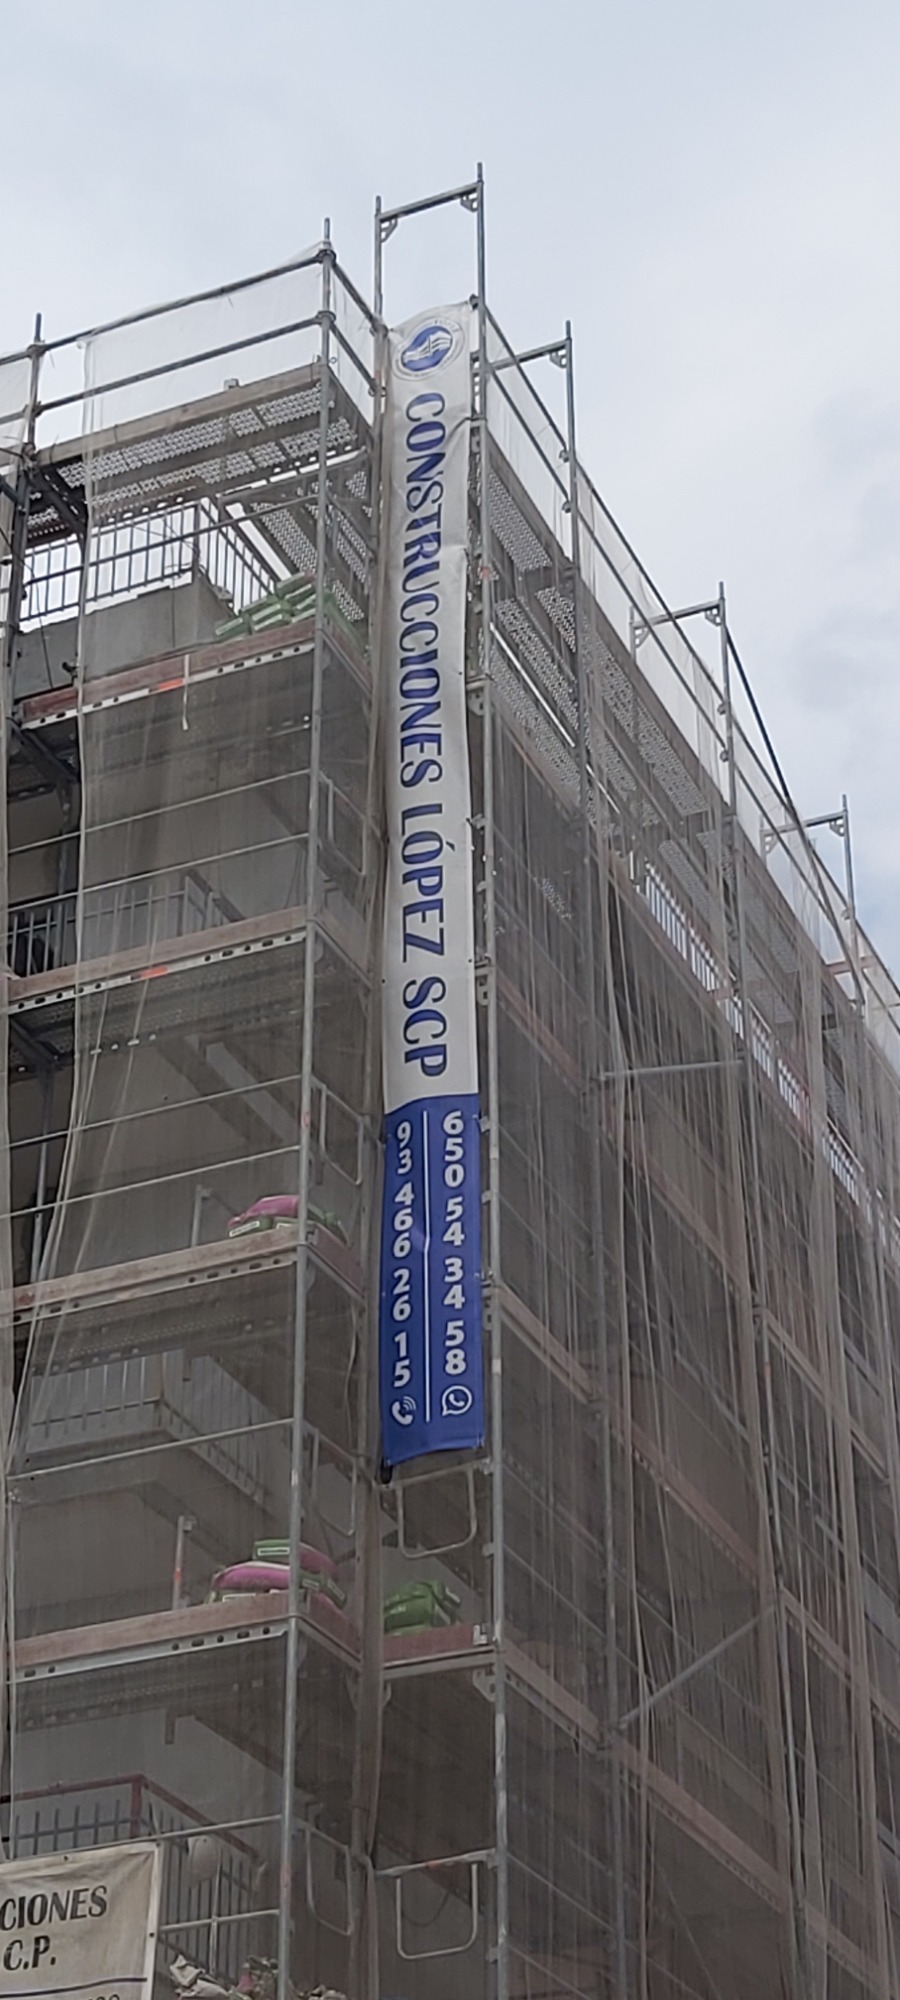 CONSTRUCCIONES LÓPEZ SCP
650 54 34 58
93 466 26 15
CIONES
C.P.